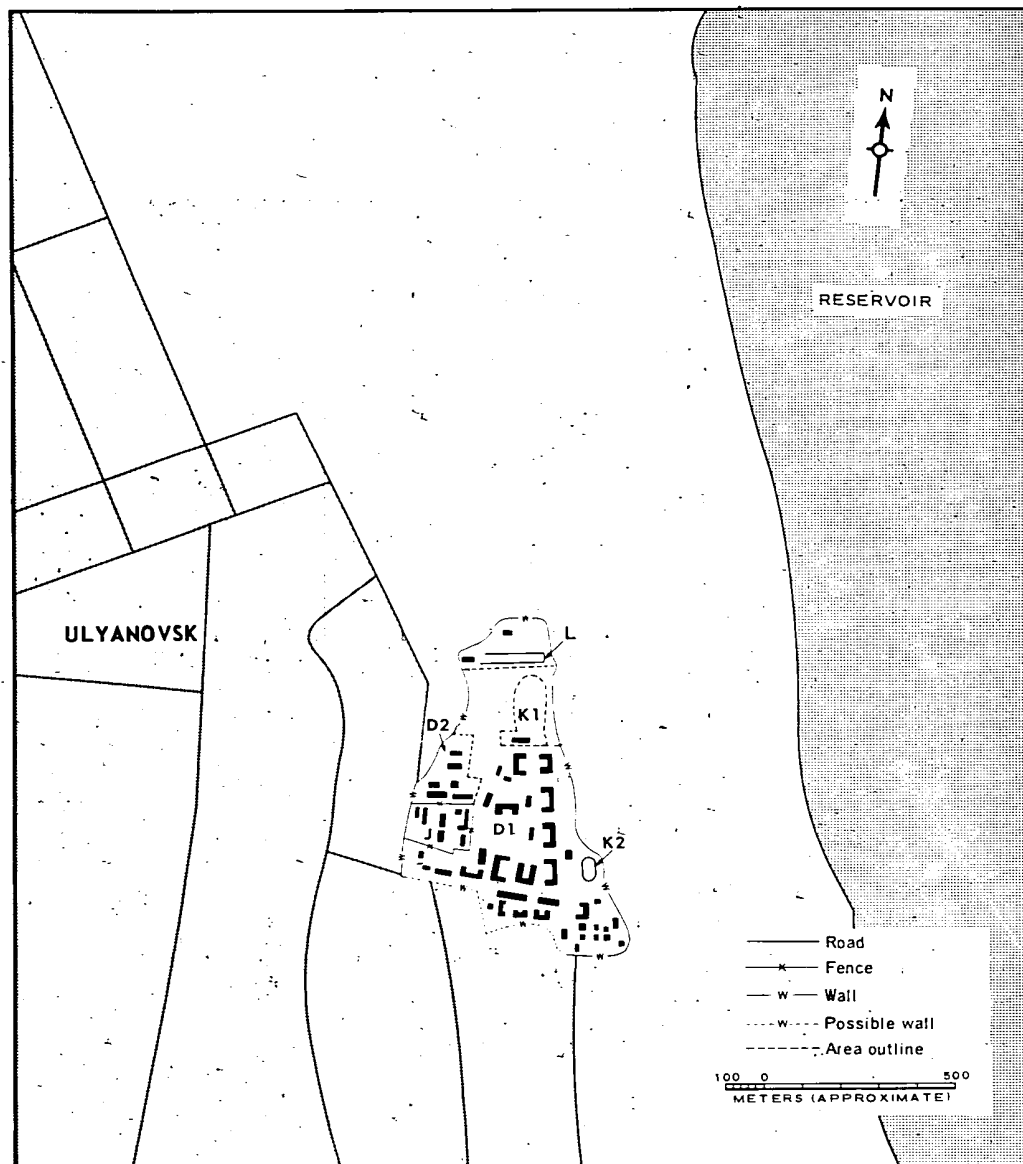 N
RESERVOIR
ULYANOVSK
L
K1
D2
D1
J
K2
Road
x Fence
W Wall
W Possible wall
Area outline
100 0 500
METERS (APPROXIMATE)
W
W
W
W
W
W
W
W
W
x
x
x